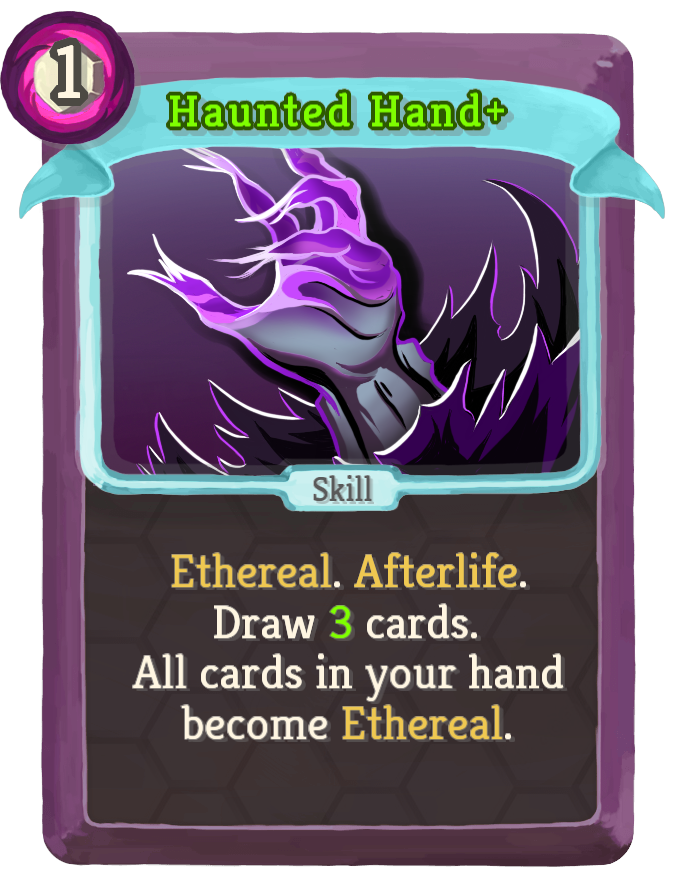 1
Haunted Hand+
Skill
Ethereal. Afterlife.
Draw 3 cards.
All cards in your hand
become Ethereal.